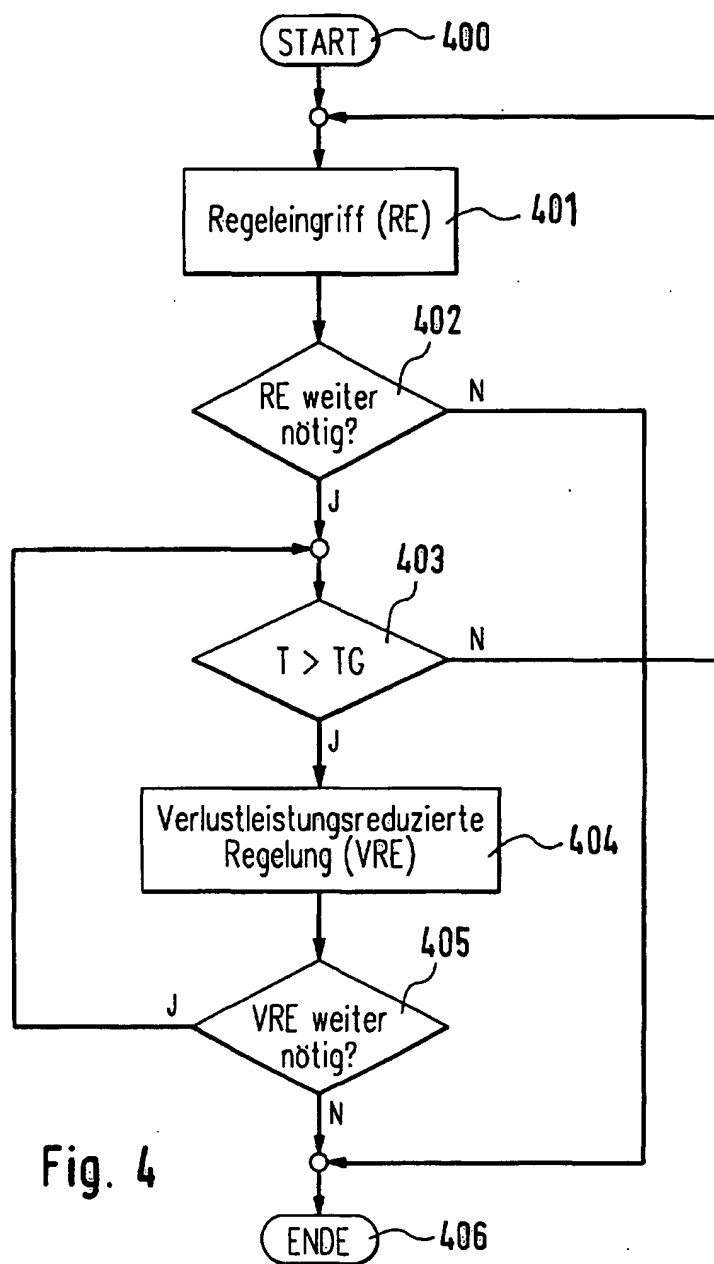 START 400
Regeleingriff (RE) 401
402
RE weiter N
nötig?
J
403
T > TG N
J
Verlustleistungsreduzierte
Regelung (VRE) 404
405
J VRE weiter
nötig?
N
Fig. 4
ENDE 406